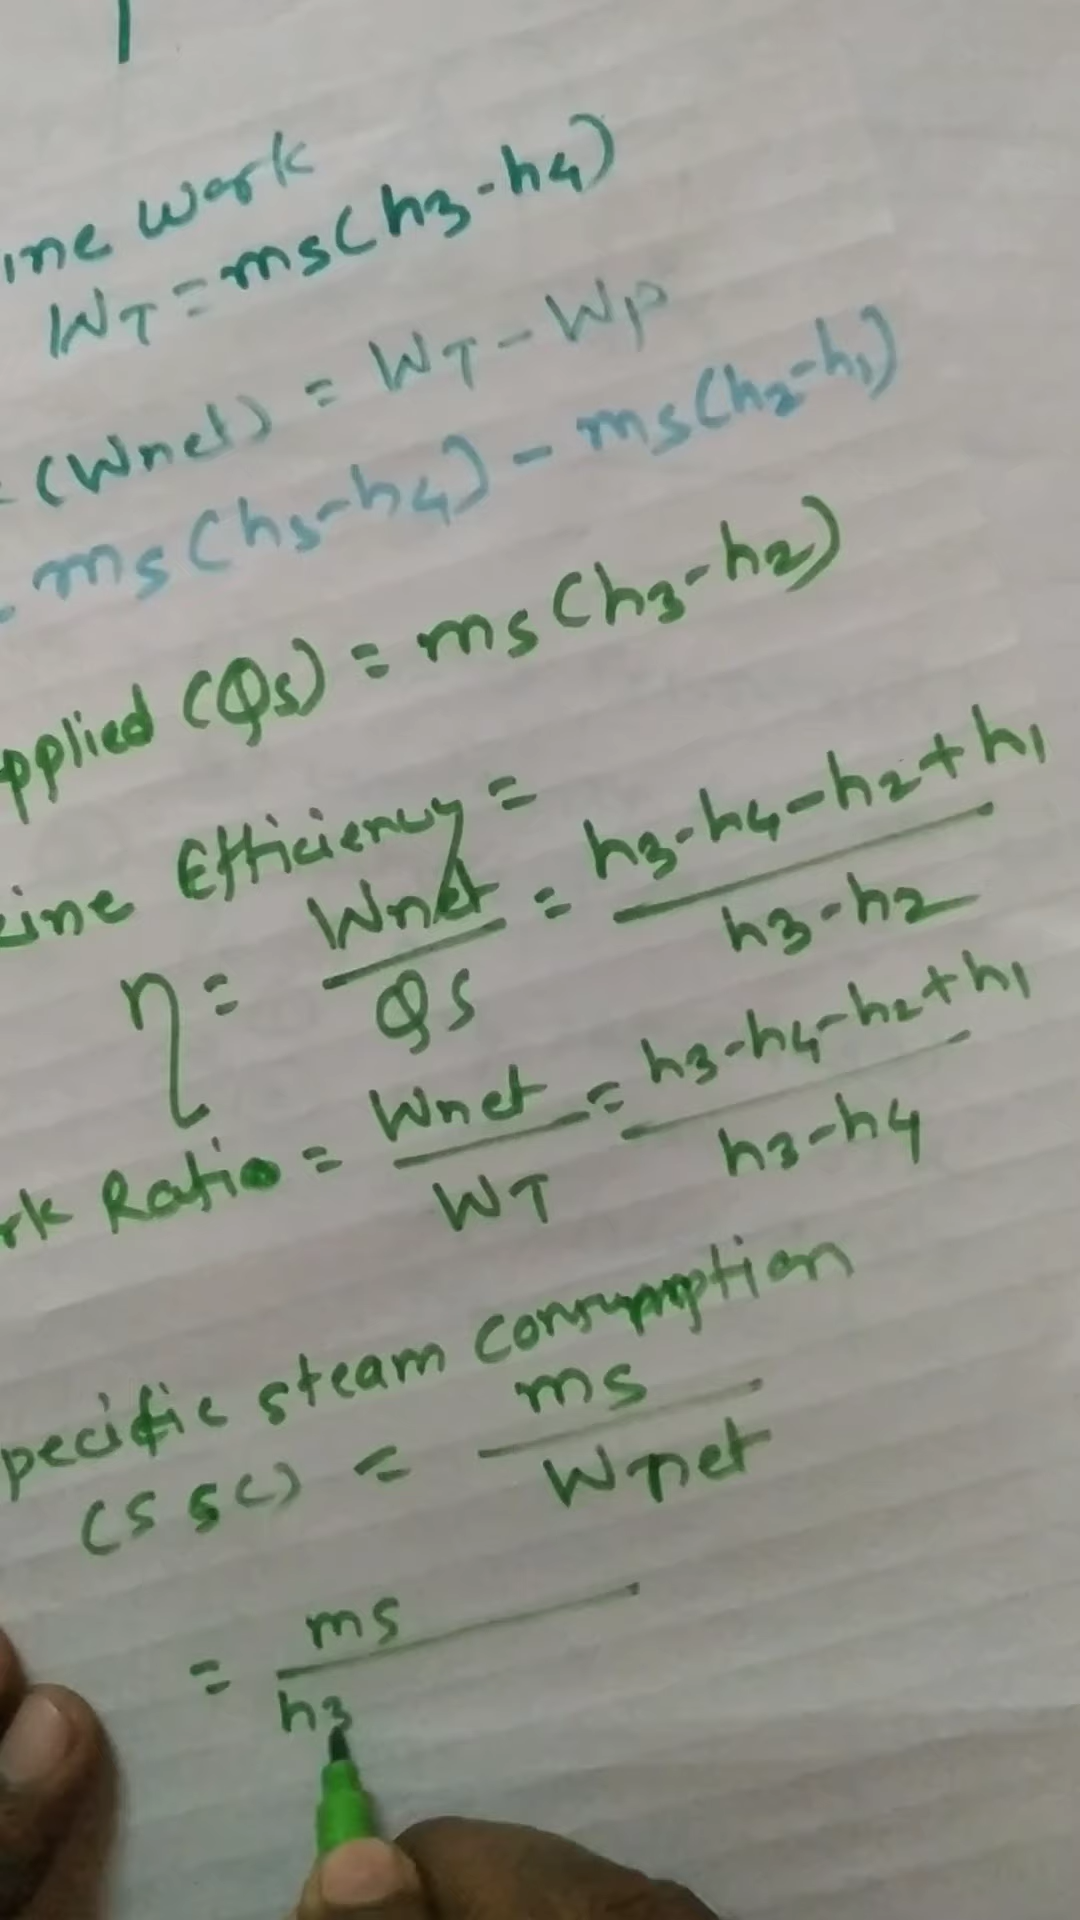 ine work
WT = ms(h3-h4)
(Wnet) = WT - WP
= ms(h3-h4) - ms(h2-h1)
pplied (Qs) = ms(h3-h2)
ine Efficiency =
η = Wnet/Qs = h3-h4-h2+h1/h3-h2
rk Ratio = Wnet/WT = h3-h4-h2+h1/h3-h4
pecific steam consumption
(SSC) = ms/Wnet
= ms/h3